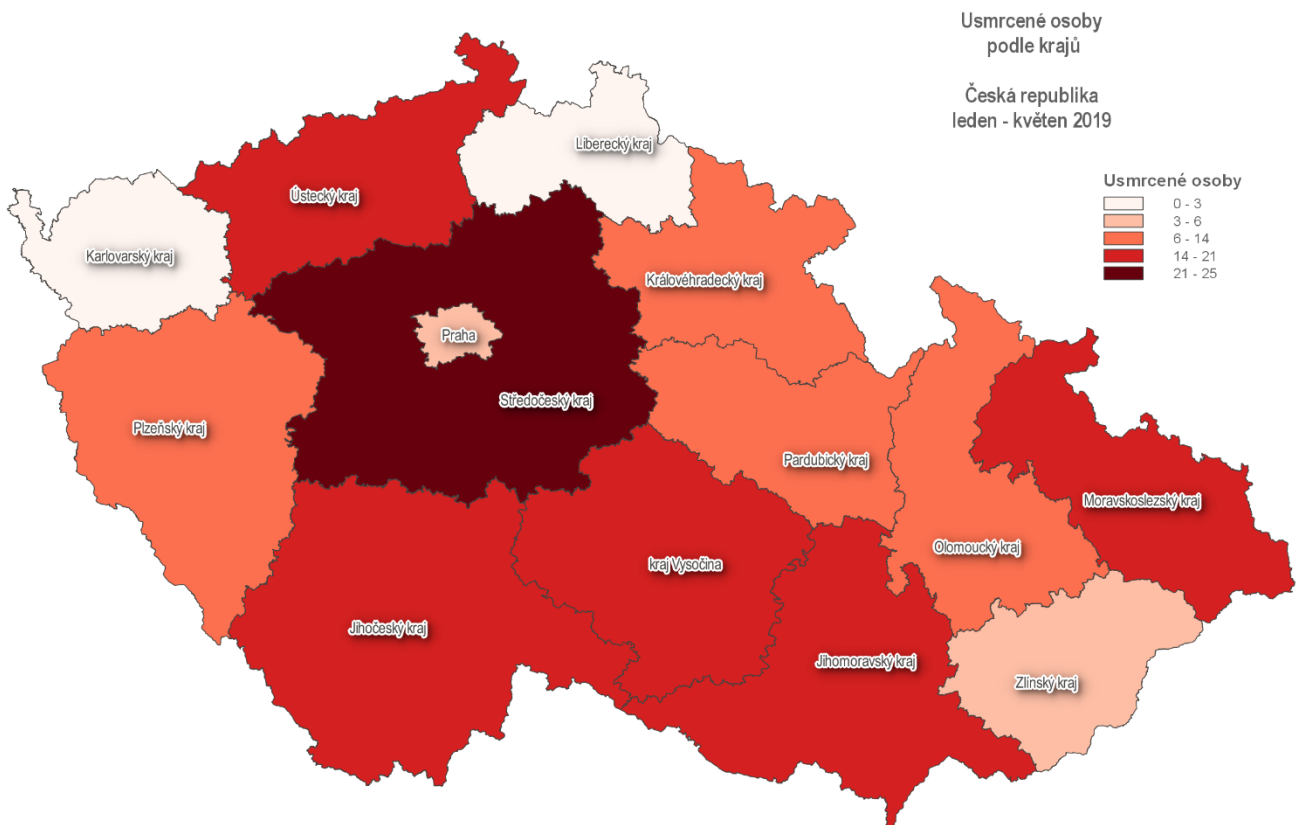 Usmrcené osoby
podle krajů
Česká republika
leden - květen 2019
Usmrcené osoby
0 - 3
3 - 6
6 - 14
14 - 21
21 - 25
Liberecký kraj
Ústecký kraj
Karlovarský kraj
Královéhradecký kraj
Praha
Středočeský kraj
Plzeňský kraj
Pardubický kraj
Moravskoslezský kraj
Olomoucký kraj
kraj Vysočina
Jihočeský kraj
Jihomoravský kraj
Zlínský kraj